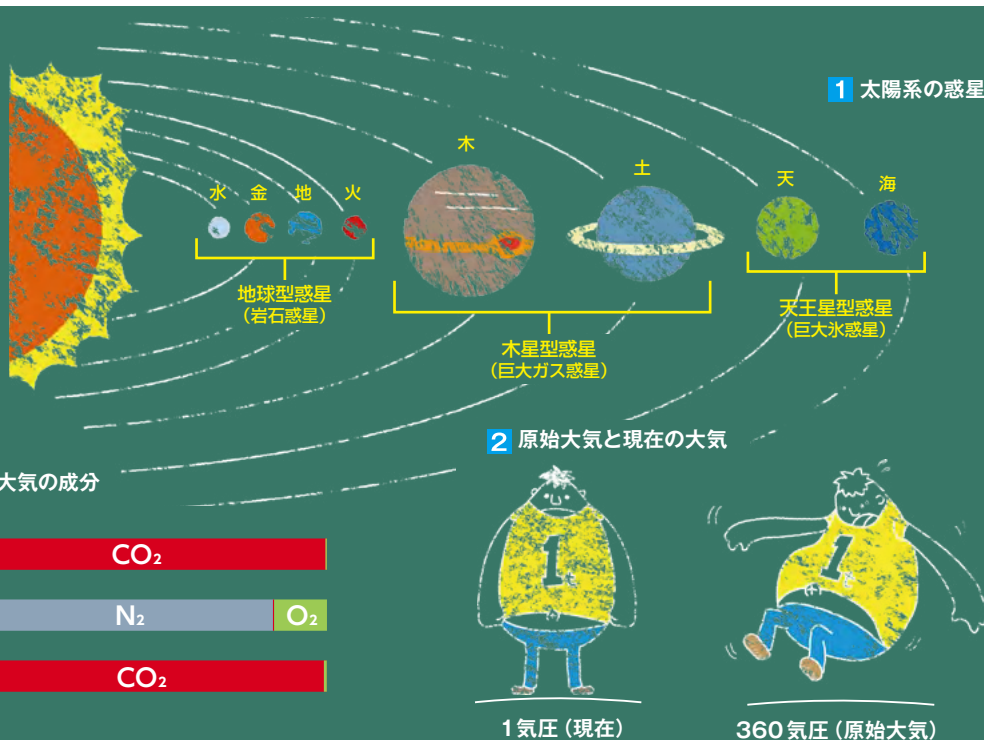 1 太陽系の惑星
水 金 地 火 木 土 天 海
地球型惑星
(岩石惑星)
木星型惑星
(巨大ガス惑星)
天王星型惑星
(巨大氷惑星)
2 原始大気と現在の大気
大気の成分
CO₂
N₂ O₂
CO₂
1t
1t
1気圧(現在)
360気圧(原始大気)